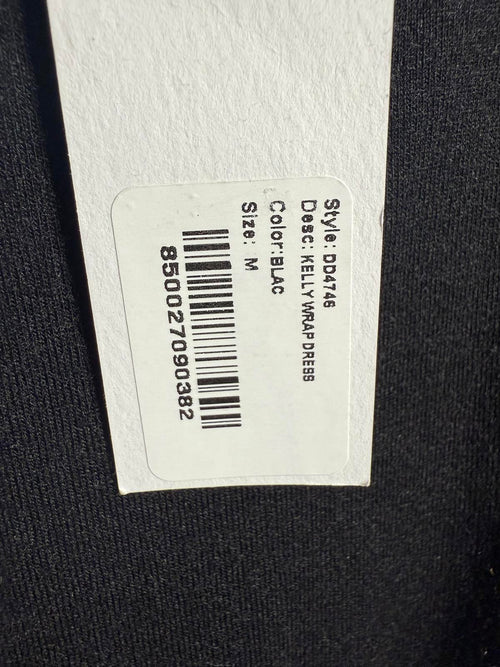 Style: DD4746
Desc: KELLY WRAP DRESS
Color:BLAC
Size: M
850027090382